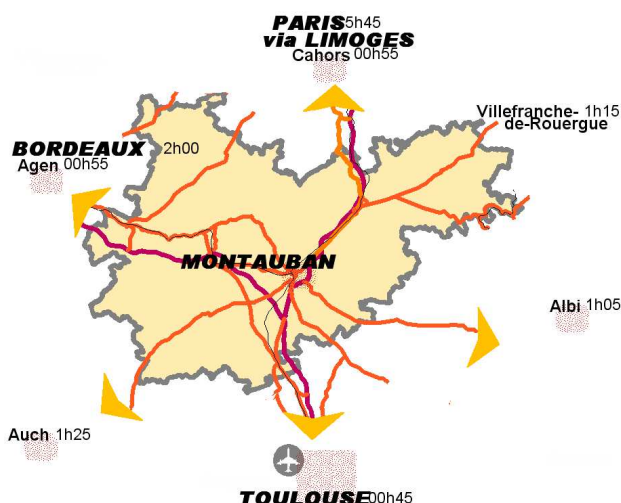 PARIS 5h45
via LIMOGES
Cahors 00h55
Villefranche- 1h15
de-Rouergue
BORDEAUX 2h00
Agen 00h55
MONTAUBAN
Albi 1h05
Auch 1h25
TOULOUSE 00h45